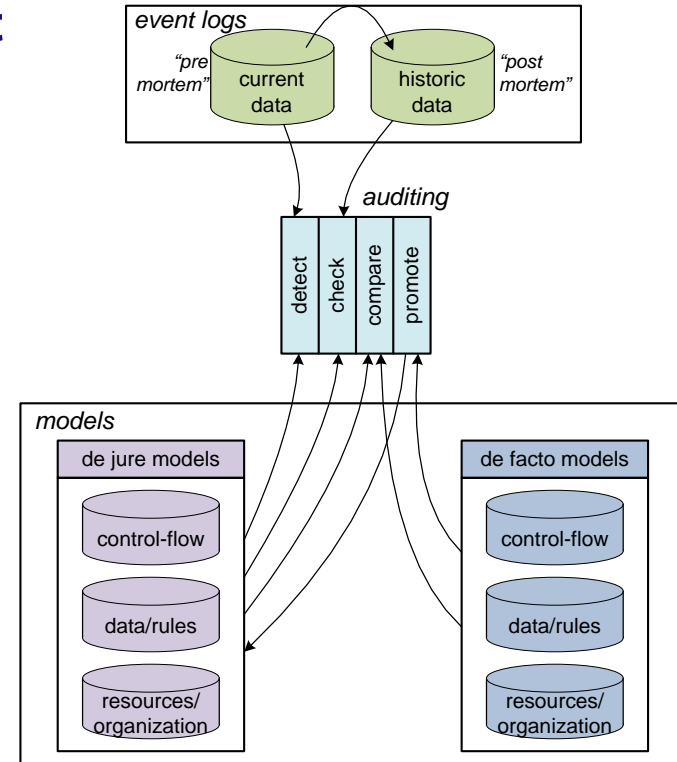 t
event logs
“pre
mortem”
current
data
historic
data
“post
mortem”
auditing
detect
check
compare
promote
models
de jure models
control-flow
data/rules
resources/
organization
de facto models
control-flow
data/rules
resources/
organization